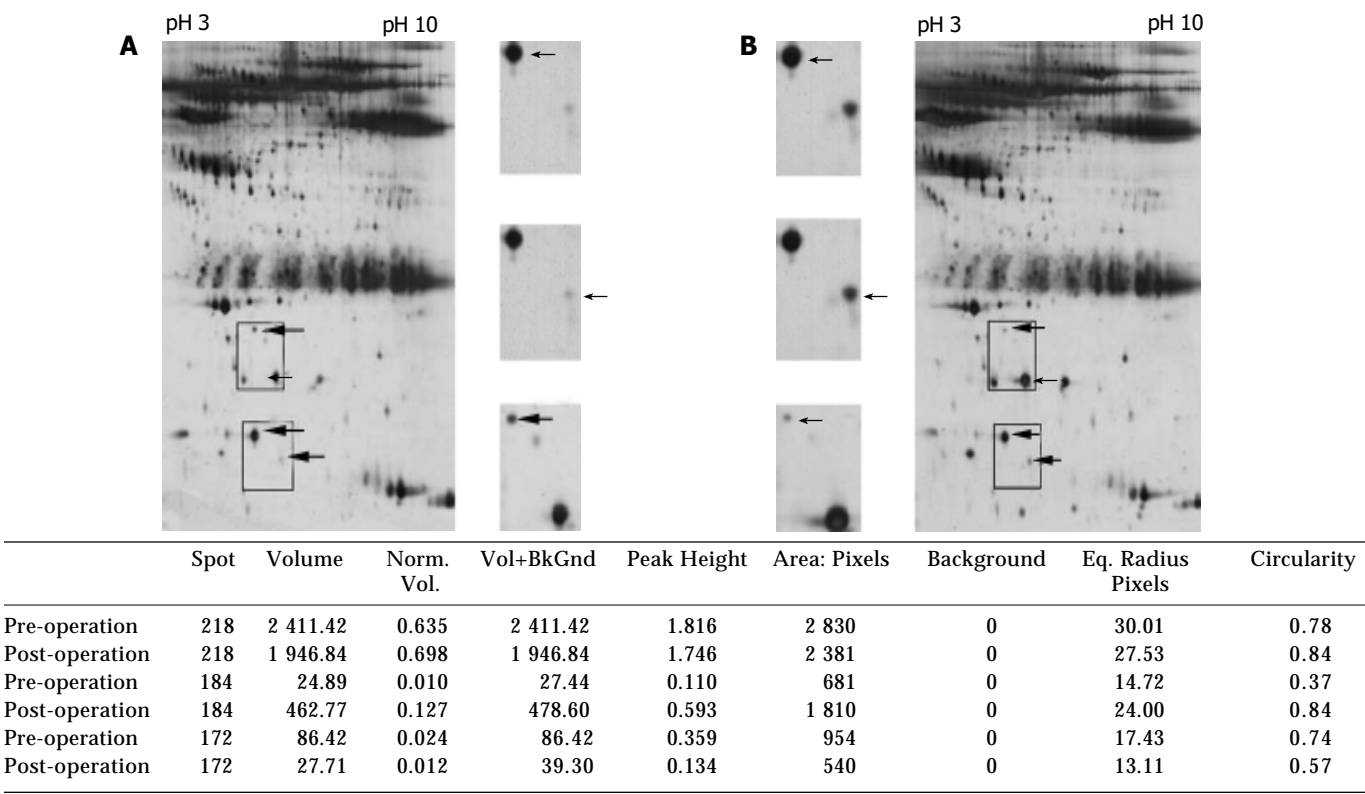 pH 3 pH 10 pH 3 pH 10
A B
Spot Volume Norm. Vol+BkGnd Peak Height Area: Pixels Background Eq. Radius Circularity
Vol. Pixels
Pre-operation 218 2 411.42 0.635 2 411.42 1.816 2 830 0 30.01 0.78
Post-operation 218 1 946.84 0.698 1 946.84 1.746 2 381 0 27.53 0.84
Pre-operation 184 24.89 0.010 27.44 0.110 681 0 14.72 0.37
Post-operation 184 462.77 0.127 478.60 0.593 1 810 0 24.00 0.84
Pre-operation 172 86.42 0.024 86.42 0.359 954 0 17.43 0.74
Post-operation 172 27.71 0.012 39.30 0.134 540 0 13.11 0.57